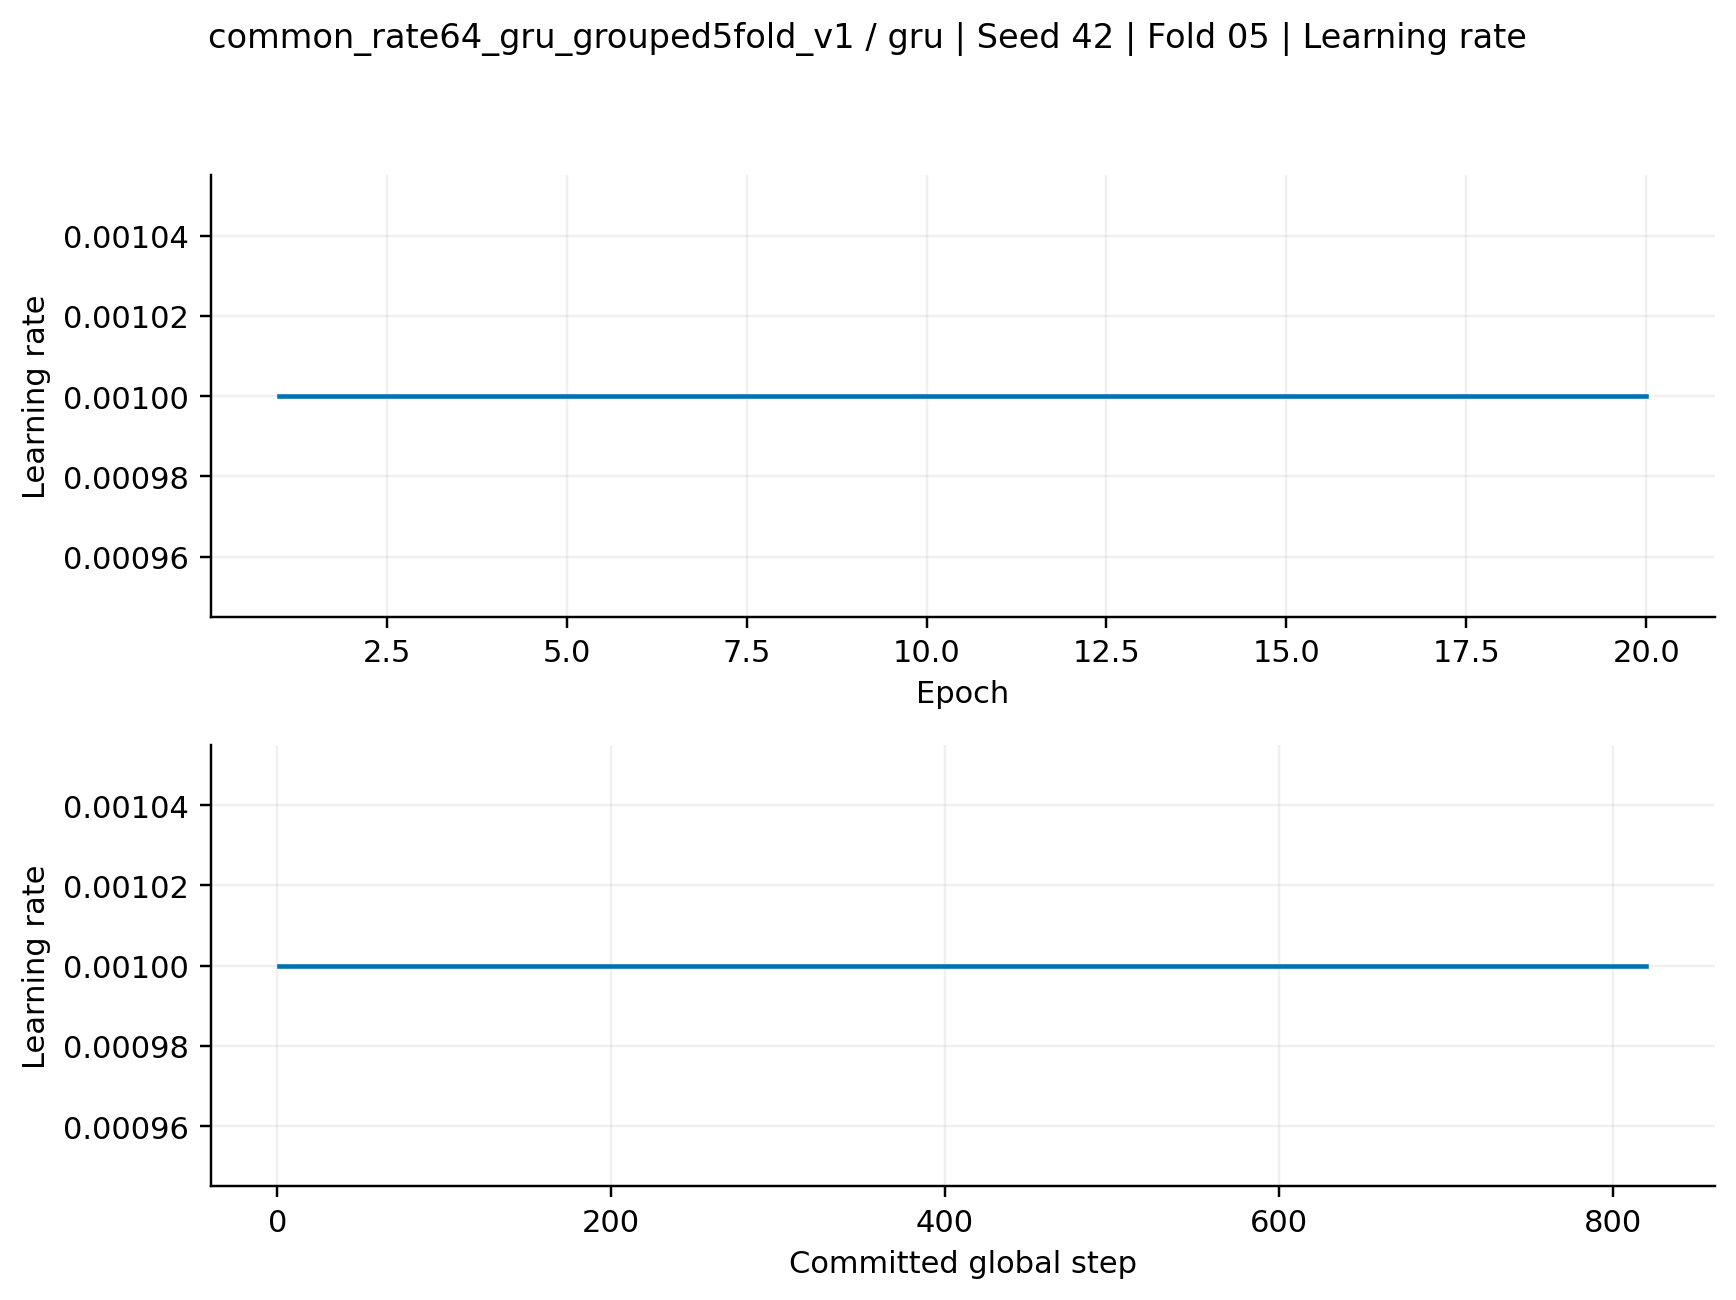 common_rate64_gru_grouped5fold_v1 / gru | Seed 42 | Fold 05 | Learning rate
Learning rate
0.00104
0.00102
0.00100
0.00098
0.00096
2.5 5.0 7.5 10.0 12.5 15.0 17.5 20.0
Epoch
Learning rate
0.00104
0.00102
0.00100
0.00098
0.00096
0 200 400 600 800
Committed global step